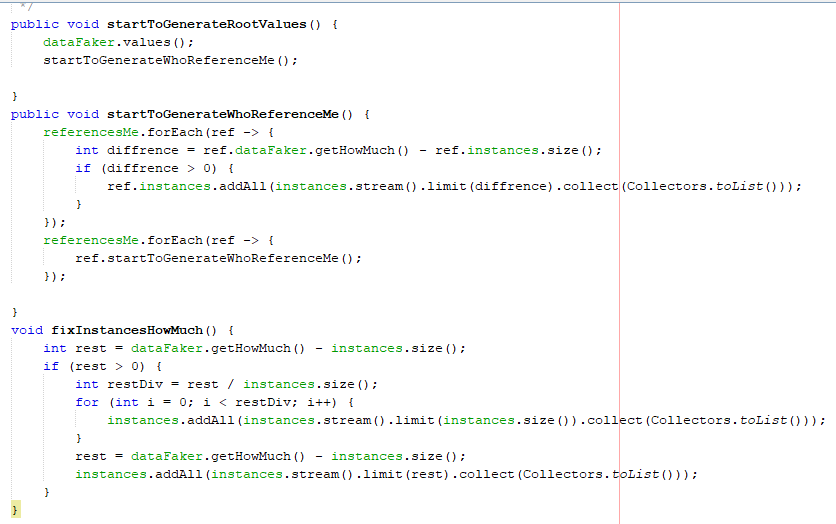 */
public void startToGenerateRootValues() {
    dataFaker.values();
    startToGenerateWhoReferenceMe();

}
public void startToGenerateWhoReferenceMe() {
    referencesMe.forEach(ref -> {
        int diffrence = ref.dataFaker.getHowMuch() - ref.instances.size();
        if (diffrence > 0) {
            ref.instances.addAll(instances.stream().limit(diffrence).collect(Collectors.toList()));
        }
    });
    referencesMe.forEach(ref -> {
        ref.startToGenerateWhoReferenceMe();
    });

}
void fixInstancesHowMuch() {
    int rest = dataFaker.getHowMuch() - instances.size();
    if (rest > 0) {
        int restDiv = rest / instances.size();
        for (int i = 0; i < restDiv; i++) {
            instances.addAll(instances.stream().limit(instances.size()).collect(Collectors.toList()));
        }
        rest = dataFaker.getHowMuch() - instances.size();
        instances.addAll(instances.stream().limit(rest).collect(Collectors.toList()));
    }
}